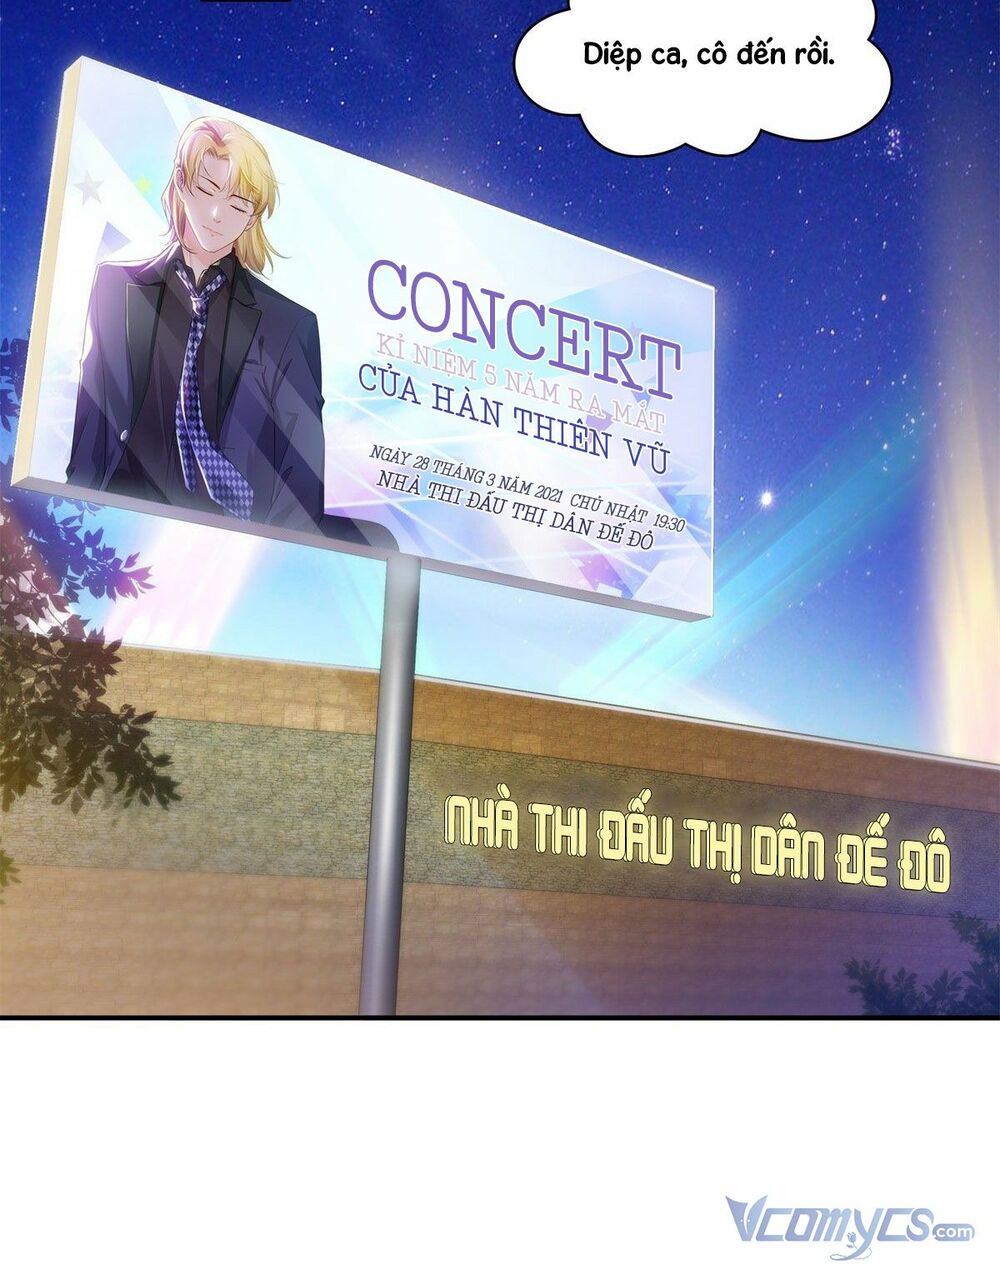 Diệp ca, cô đến rồi.
CONCERT
KỈ NIỆM 5 NĂM RA MẮT
CỦA HÀN THIÊN VŨ
NGÀY 28 THÁNG 3 NĂM 2021 CHỦ NHẬT 19:30
NHÀ THI ĐẤU THỊ DÂN ĐẾ ĐÔ
NHÀ THI ĐẤU THỊ DÂN ĐẾ ĐÔ
Vcomycs.com